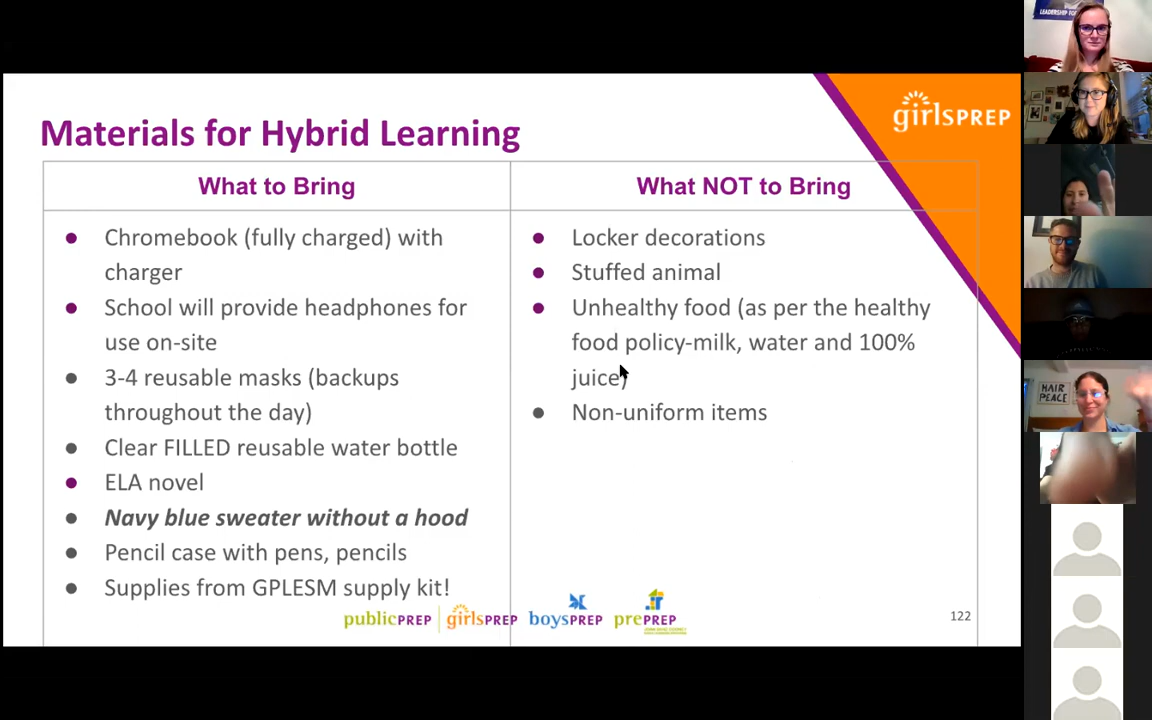 LEADERSHIP FO
girlsPREP
Materials for Hybrid Learning
What to Bring
Chromebook (fully charged) with
charger
School will provide headphones for
use on-site
3-4 reusable masks (backups
throughout the day)
Clear FILLED reusable water bottle
ELA novel
Navy blue sweater without a hood
Pencil case with pens, pencils
Supplies from GPLESM supply kit!
What NOT to Bring
Locker decorations
Stuffed animal
Unhealthy food (as per the healthy
food policy-milk, water and 100%
juice)
Non-uniform items
HAIR
PEACE
publicPREP girlsPREP boysPREP prePREP
122